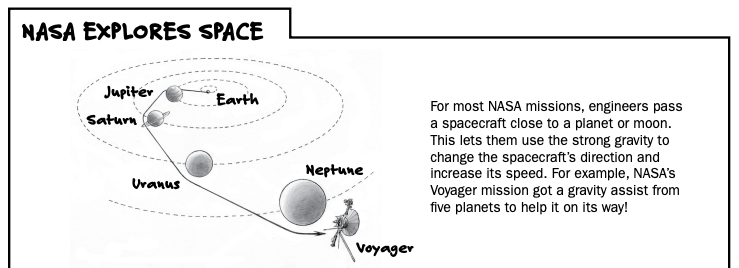 NASA EXPLORES SPACE
Jupiter
Earth
Saturn
Uranus
Neptune
Voyager
For most NASA missions, engineers pass
a spacecraft close to a planet or moon.
This lets them use the strong gravity to
change the spacecraft's direction and
increase its speed. For example, NASA's
Voyager mission got a gravity assist from
five planets to help it on its way!